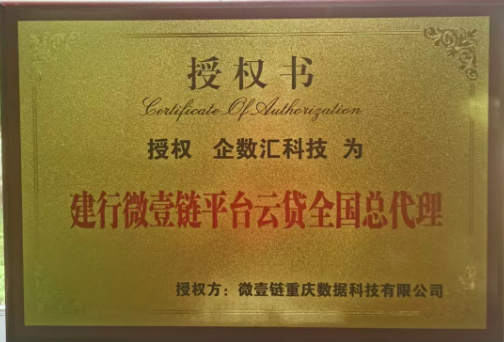 授权书
Certificate Of Authorization
授权 企数汇科技 为
建行微壹链平台云贷全国总代理
授权方：微壹链重庆数据科技有限公司